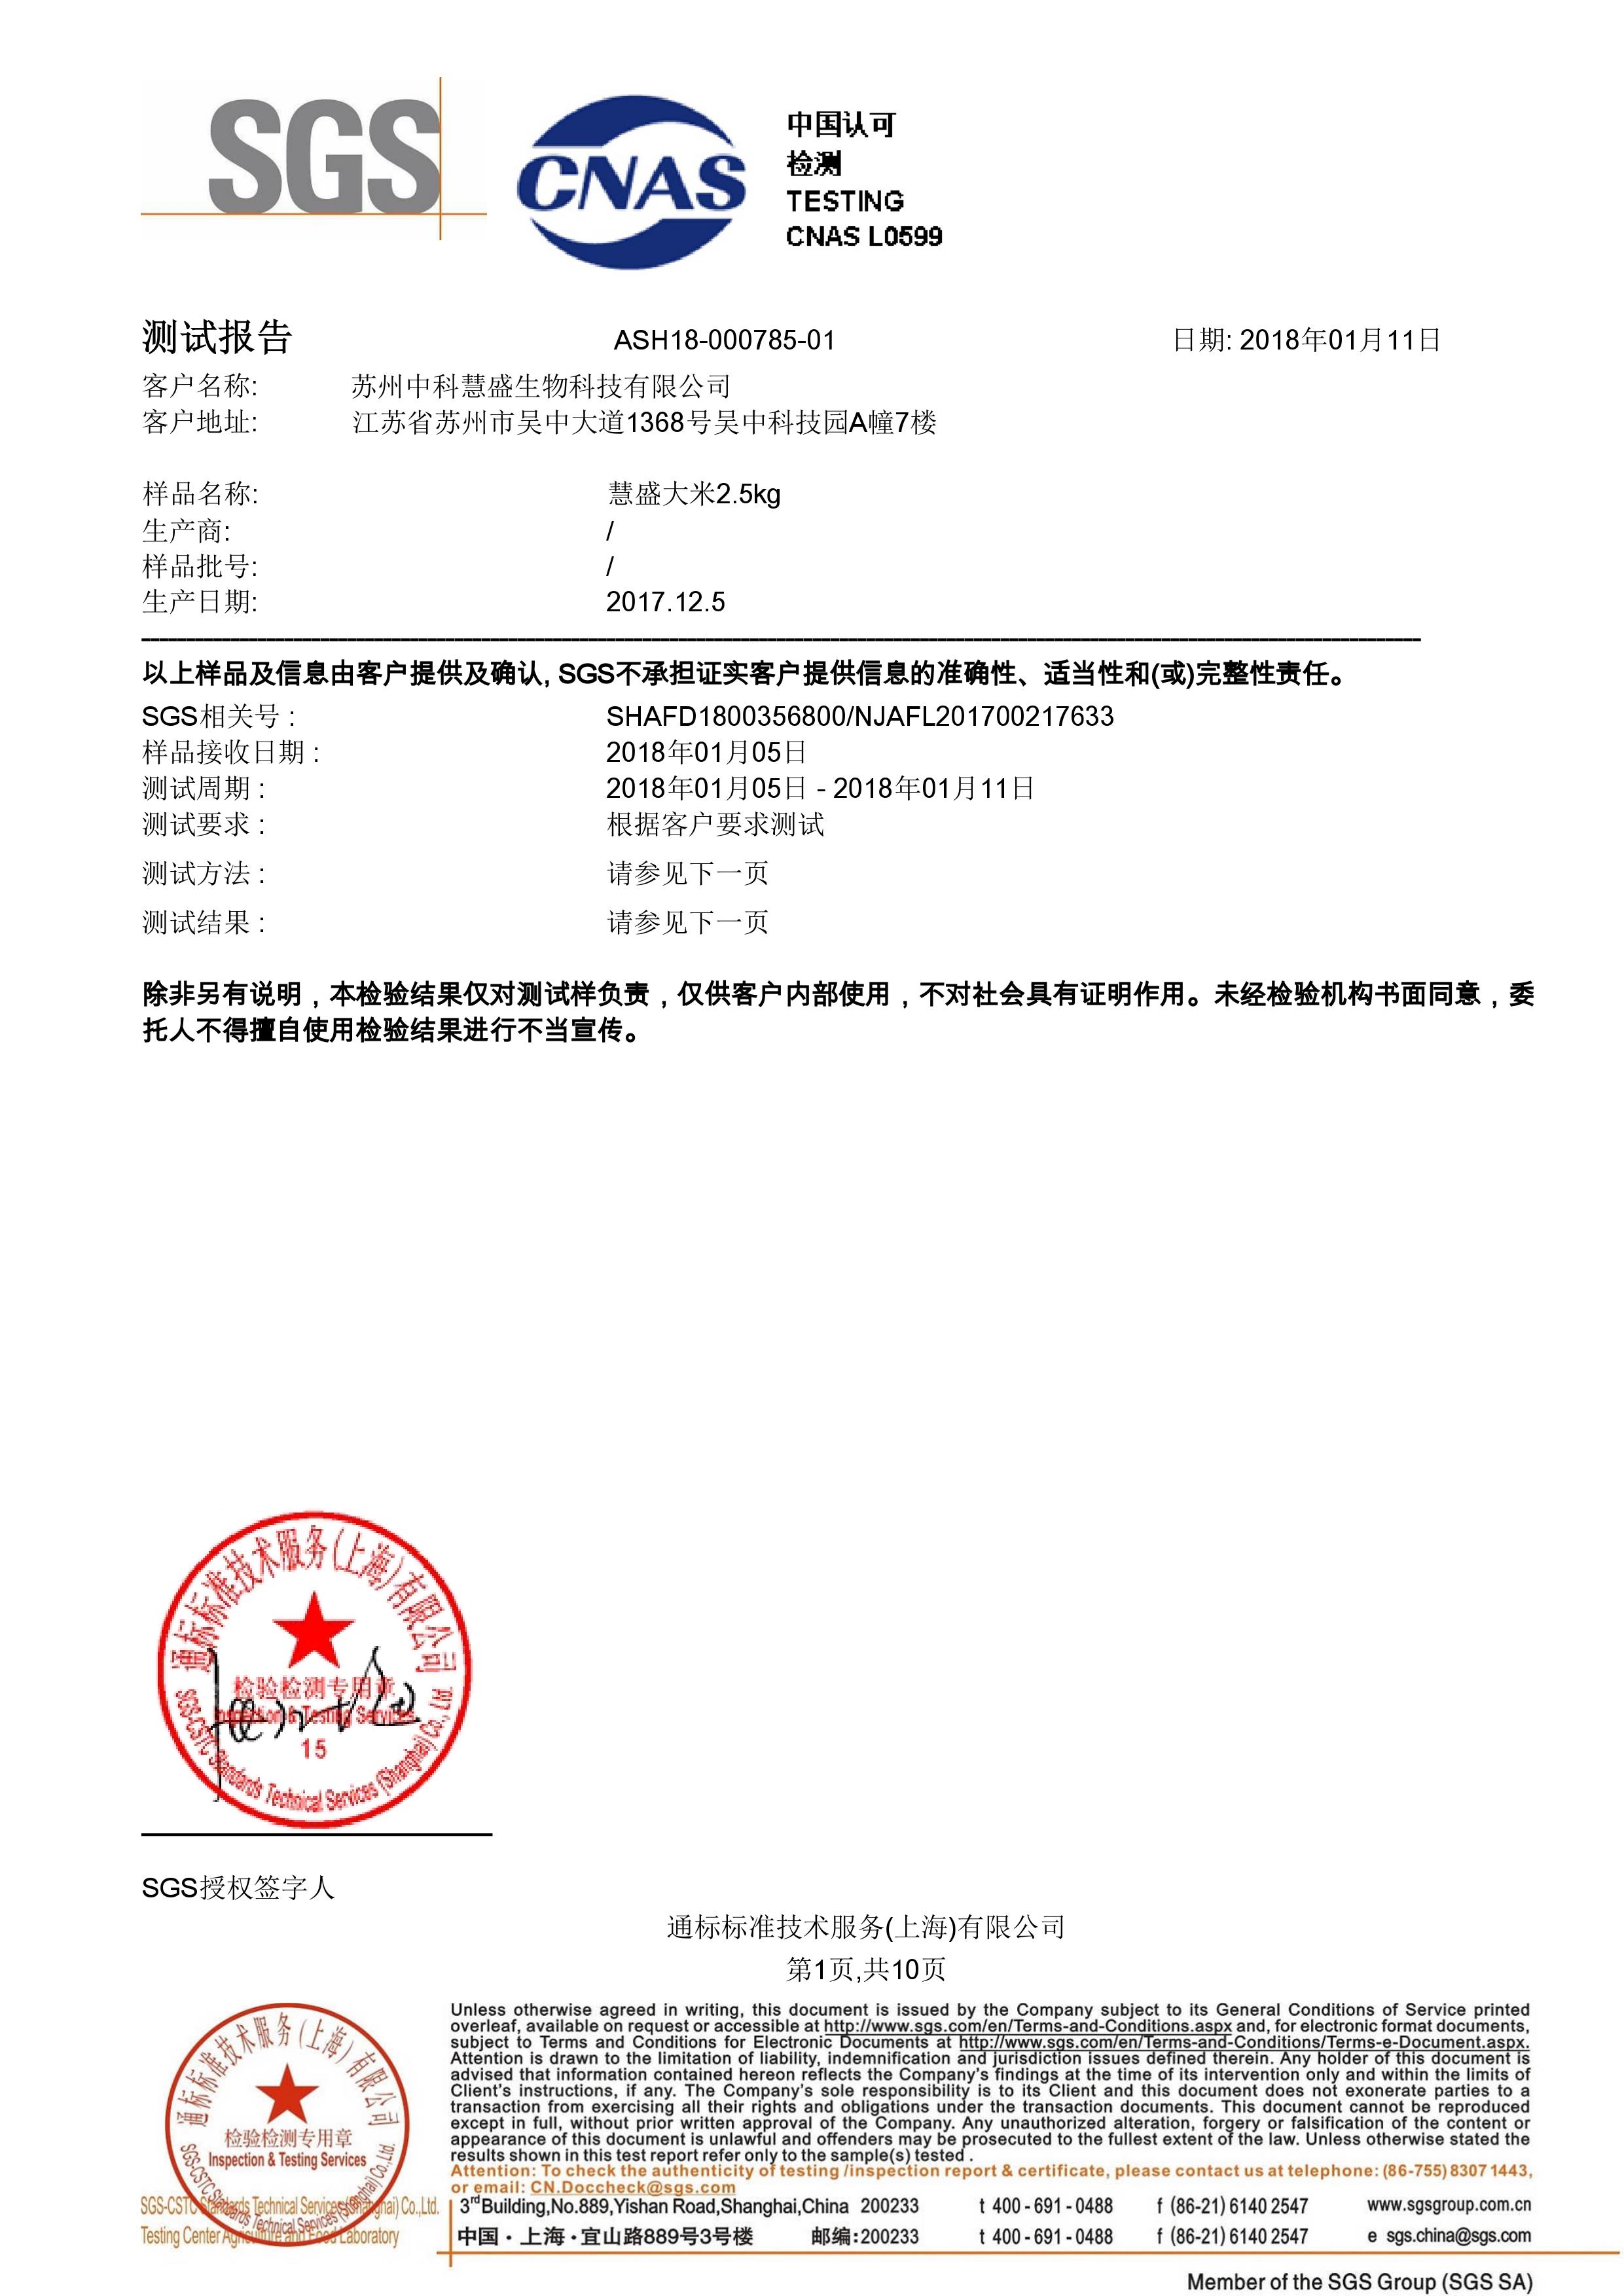 SGS
CNAS
中国认可
检测
TESTING
CNAS L0599
测试报告 ASH18-000785-01 日期: 2018年01月11日
客户名称: 苏州中科慧盛生物科技有限公司
客户地址: 江苏省苏州市吴中大道1368号吴中科技园A幢7楼
样品名称: 慧盛大米2.5kg
生产商: /
样品批号: /
生产日期: 2017.12.5
以上样品及信息由客户提供及确认, SGS不承担证实客户提供信息的准确性、适当性和(或)完整性责任。
SGS相关号 : SHAFD1800356800/NJAFL201700217633
样品接收日期 : 2018年01月05日
测试周期 : 2018年01月05日 - 2018年01月11日
测试要求 : 根据客户要求测试
测试方法 : 请参见下一页
测试结果 : 请参见下一页
除非另有说明，本检验结果仅对测试样负责，仅供客户内部使用，不对社会具有证明作用。未经检验机构书面同意，委
托人不得擅自使用检验结果进行不当宣传。
通标标准技术服务(上海)有限公司
检验检测专用章
Inspection & Testing Services
15
SGS-CSTC Standards Technical Services (Shanghai) Co., Ltd.
SGS授权签字人
通标标准技术服务(上海)有限公司
第1页,共10页
通标标准技术服务(上海)有限公司
检验检测专用章
Inspection & Testing Services
SGS-CSTC Standards Technical Services (Shanghai) Co.,Ltd.
SGS-CSTC Standards Technical Services (Shanghai) Co.,Ltd.
Testing Center Agriculture and Food Laboratory
Unless otherwise agreed in writing, this document is issued by the Company subject to its General Conditions of Service printed
overleaf, available on request or accessible at http://www.sgs.com/en/Terms-and-Conditions.aspx and, for electronic format documents,
subject to Terms and Conditions for Electronic Documents at http://www.sgs.com/en/Terms-and-Conditions/Terms-e-Document.aspx.
Attention is drawn to the limitation of liability, indemnification and jurisdiction issues defined therein. Any holder of this document is
advised that information contained hereon reflects the Company's findings at the time of its intervention only and within the limits of
Client's instructions, if any. The Company's sole responsibility is to its Client and this document does not exonerate parties to a
transaction from exercising all their rights and obligations under the transaction documents. This document cannot be reproduced
except in full, without prior written approval of the Company. Any unauthorized alteration, forgery or falsification of the content or
appearance of this document is unlawful and offenders may be prosecuted to the fullest extent of the law. Unless otherwise stated the
results shown in this test report refer only to the sample(s) tested .
Attention: To check the authenticity of testing /inspection report & certificate, please contact us at telephone: (86-755) 8307 1443,
or email: CN.Doccheck@sgs.com
3rd Building,No.889,Yishan Road,Shanghai,China 200233 t 400-691-0488 f (86-21) 6140 2547 www.sgsgroup.com.cn
中国·上海·宜山路889号3号楼 邮编:200233 t 400-691-0488 f (86-21) 6140 2547 e sgs.china@sgs.com
Member of the SGS Group (SGS SA)